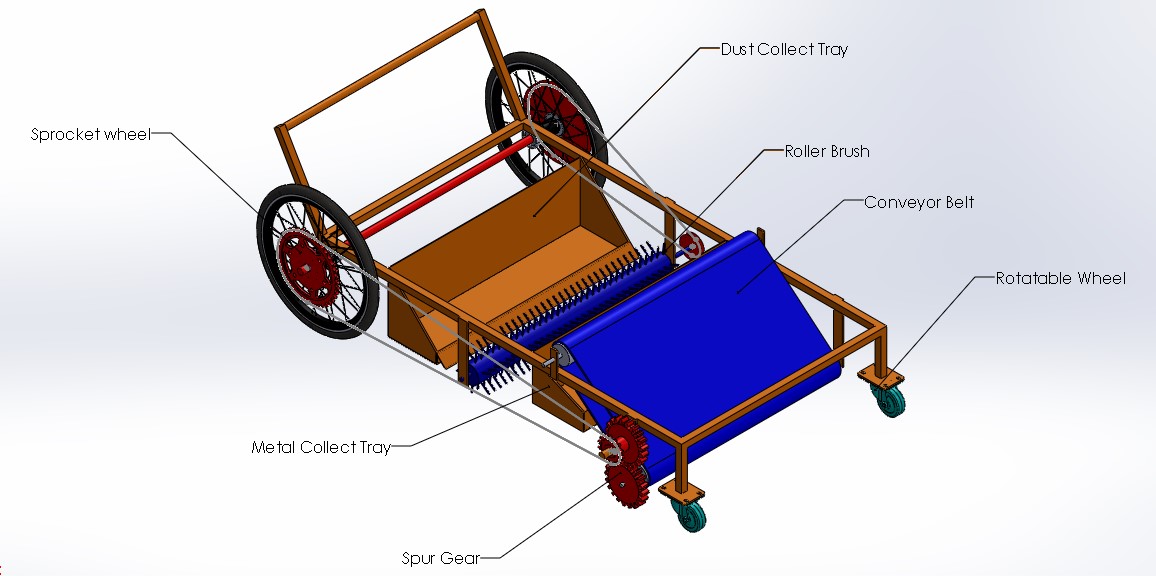 Dust Collect Tray
Sprocket wheel
Roller Brush
Conveyor Belt
Rotatable Wheel
Metal Collect Tray
Spur Gear